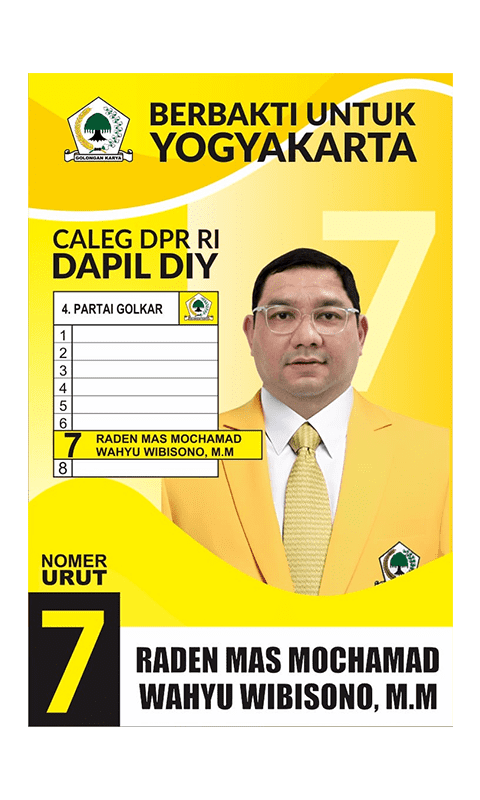 BERBAKTI UNTUK
YOGYAKARTA
GOLONGAN KARYA
7
CALEG DPR RI
DAPIL DIY
4. PARTAI GOLKAR
1
2
3
4
5
6
7 RADEN MAS MOCHAMAD
WAHYU WIBISONO, M.M
8
NOMER
URUT
7
RADEN MAS MOCHAMAD
WAHYU WIBISONO, M.M